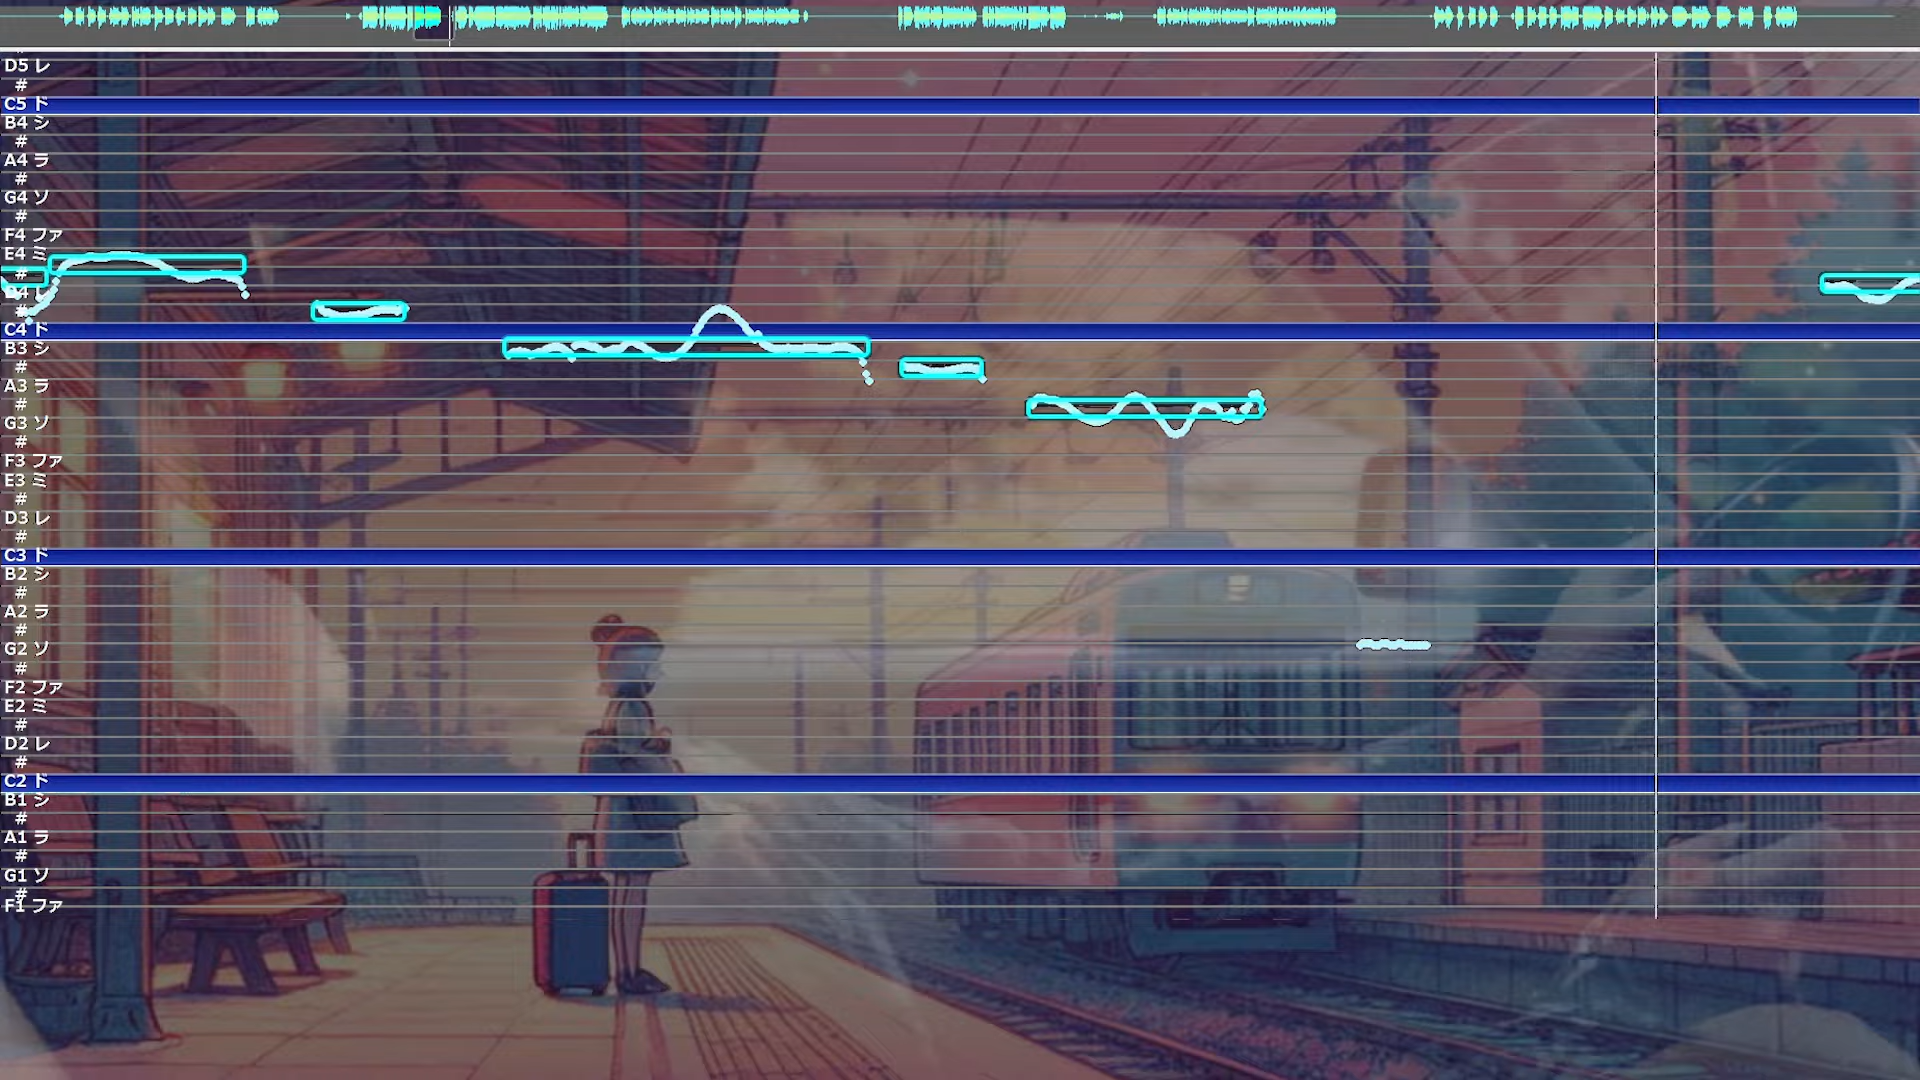 D5 レ
#
C5 ド
B4 シ
#
A4 ラ
#
G4 ソ
#
F4 ファ
E4 ミ
#
D4 レ
#
C4 ド
B3 シ
#
A3 ラ
#
G3 ソ
#
F3 ファ
E3 ミ
#
D3 レ
#
C3 ド
B2 シ
#
A2 ラ
#
G2 ソ
#
F2 ファ
E2 ミ
#
D2 レ
#
C2 ド
B1 シ
#
A1 ラ
#
G1 ソ
#
F1 ファ